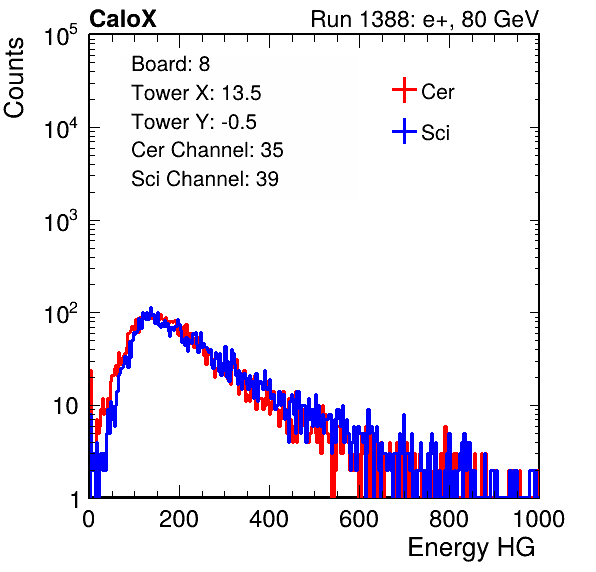 CaloX Run 1388: e+, 80 GeV
Counts
10^5
10^4
10^3
10^2
10
1
Board: 8
Tower X: 13.5
Tower Y: -0.5
Cer Channel: 35
Sci Channel: 39
Cer
Sci
0 200 400 600 800 1000
Energy HG